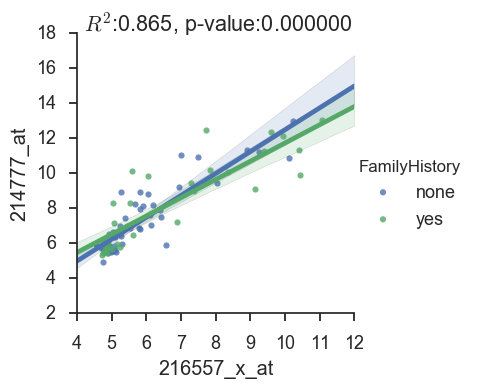 R²:0.865, p-value:0.000000
18
16
14
12
10
8
6
4
2
214777_at
4 5 6 7 8 9 10 11 12
216557_x_at
FamilyHistory
none
yes